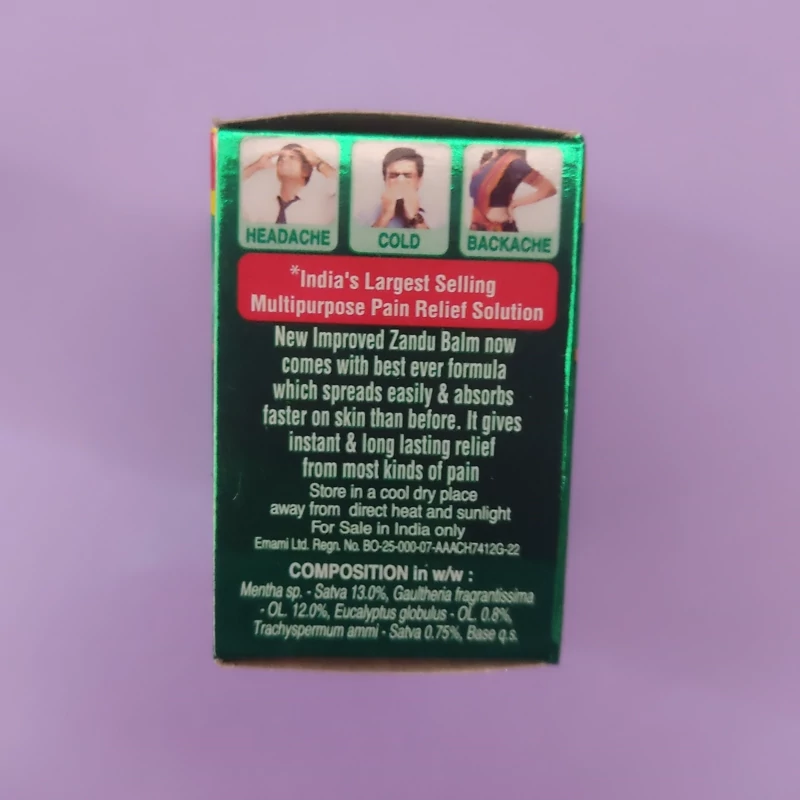 HEADACHE
COLD
BACKACHE
*India's Largest Selling
Multipurpose Pain Relief Solution
New Improved Zandu Balm now
comes with best ever formula
which spreads easily & absorbs
faster on skin than before. It gives
instant & long lasting relief
from most kinds of pain
Store in a cool dry place
away from direct heat and sunlight
For Sale in India only
Emami Ltd. Regn. No. BO-25-000-07-AAACH7412G-22
COMPOSITION in w/w :
Mentha sp. - Satva 13.0%, Gaultheria fragrantissima
- OL. 12.0%, Eucalyptus globulus - OL. 0.8%,
Trachyspermum ammi - Satva 0.75%, Base q.s.